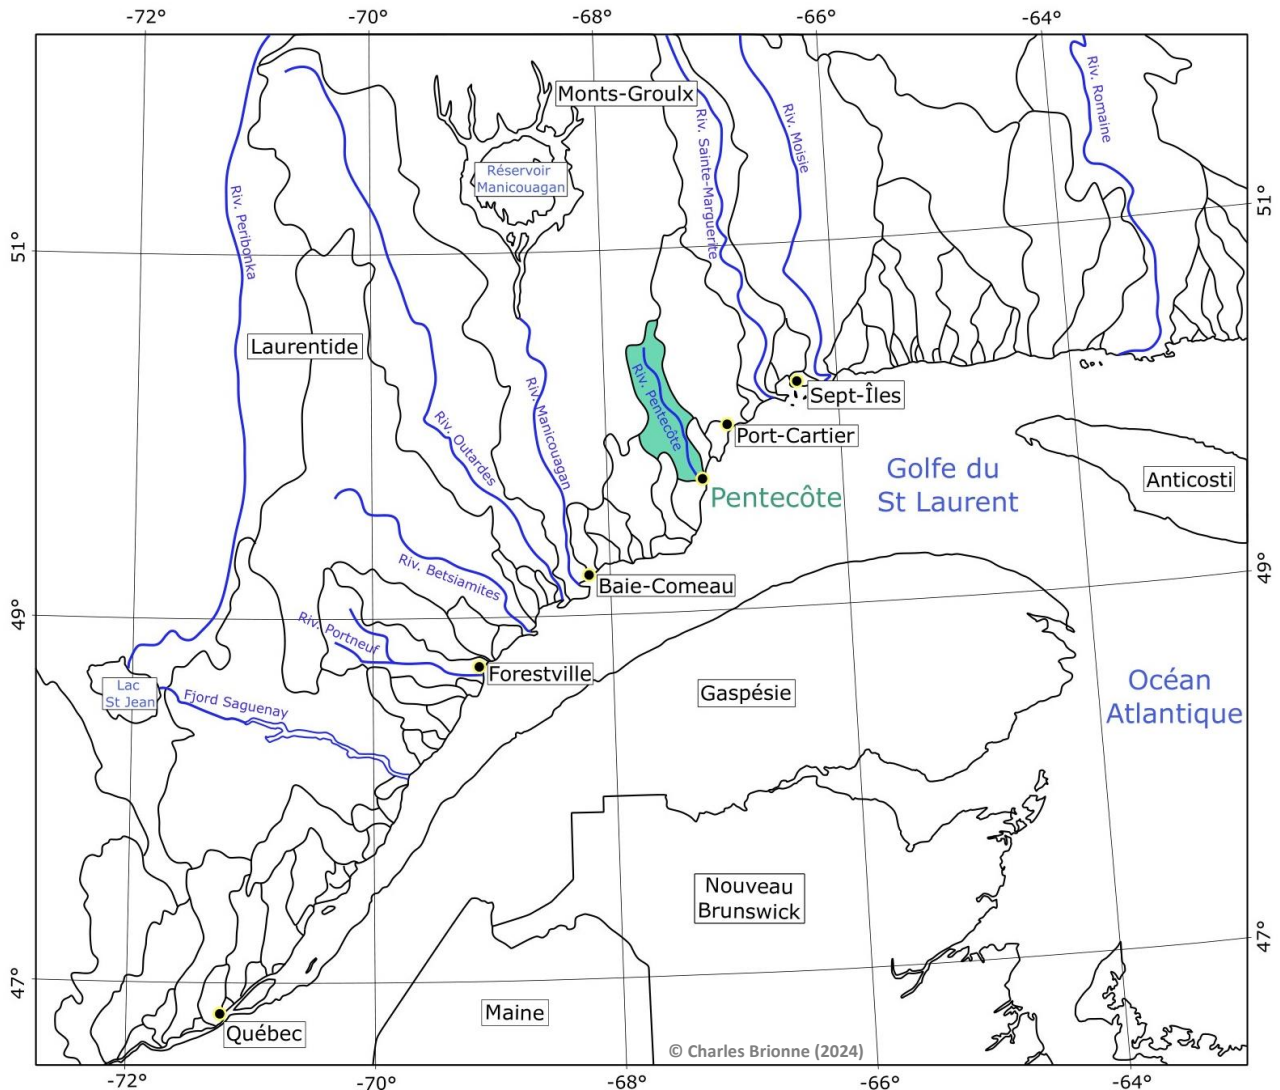 -72°
-70°
-68°
-66°
-64°
Monts-Groulx
Riv. Romaine
Riv. Moisie
Riv. Sainte-Marguerite
Réservoir
Manicouagan
51°
Riv. Peribonka
51°
Laurentide
Riv. Pentecôte
Riv. Manicouagan
Sept-Îles
Riv. Outardes
Port-Cartier
Golfe du
St Laurent
Anticosti
Pentecôte
Riv. Betsiamites
Baie-Comeau
49°
49°
Riv. Portneuf
Forestville
Lac
St Jean
Fjord Saguenay
Gaspésie
Océan
Atlantique
Nouveau
Brunswick
47°
47°
Maine
Québec
© Charles Brionne (2024)
-72°
-70°
-68°
-66°
-64°